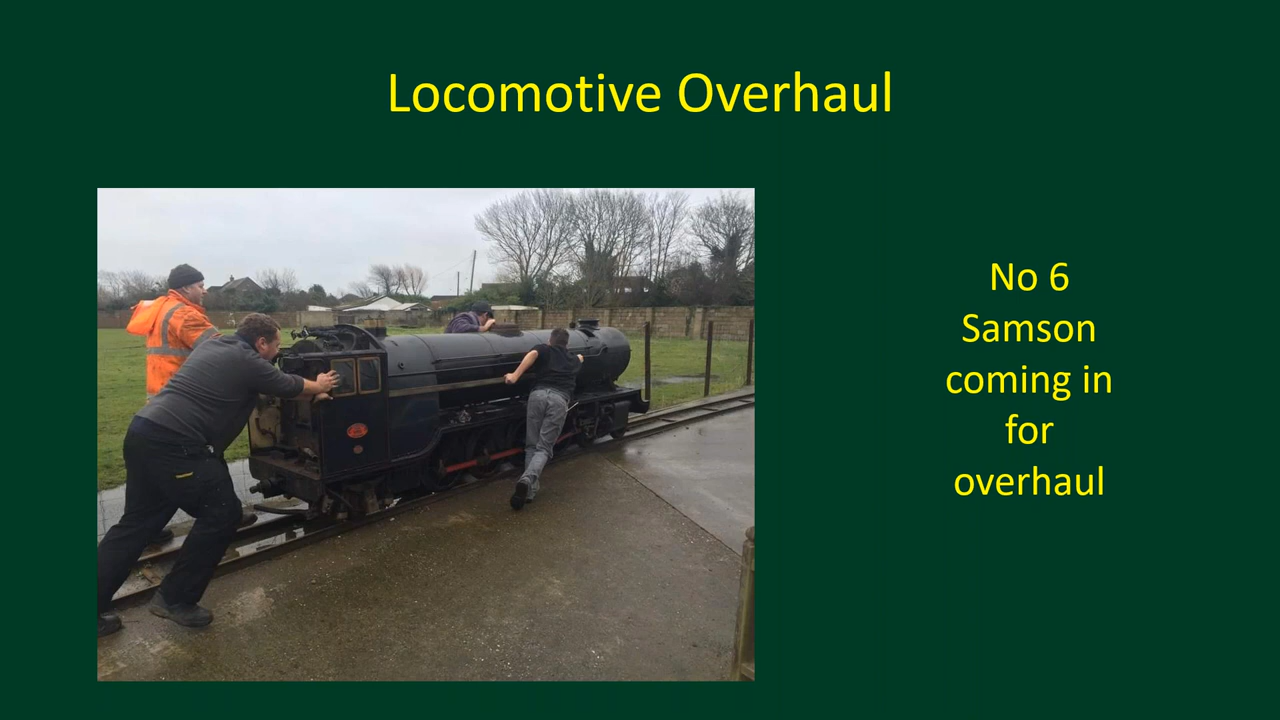 Locomotive Overhaul
No 6
Samson
coming in
for
overhaul